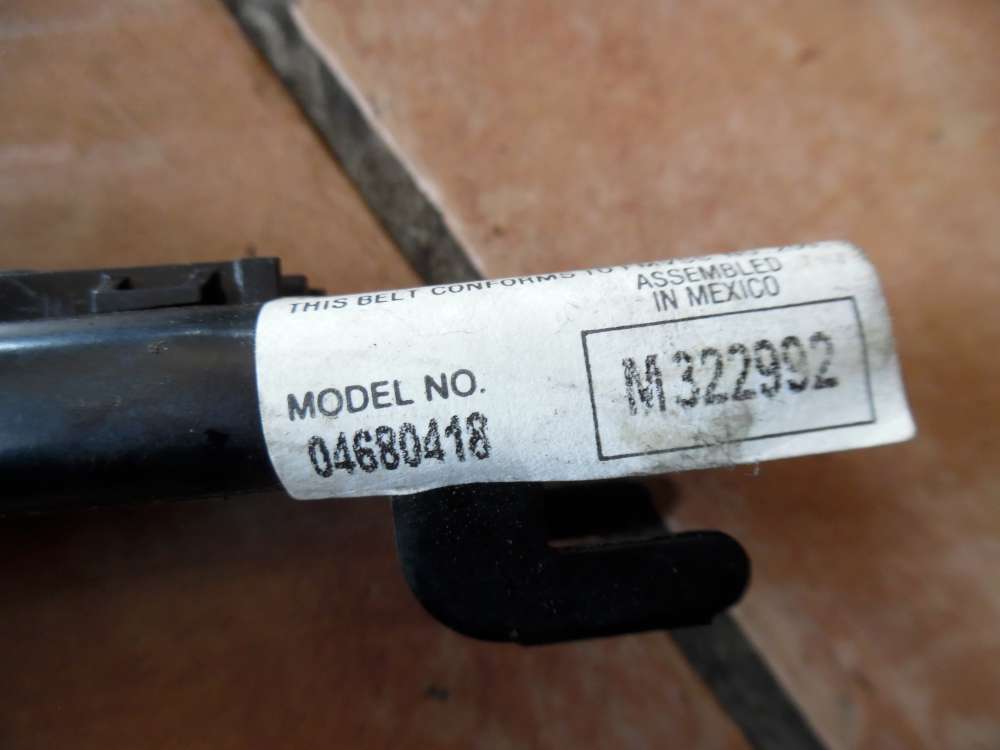 THIS BELT CONFORMS TO
ASSEMBLED
IN MEXICO
MODEL NO.
04680418
M322992